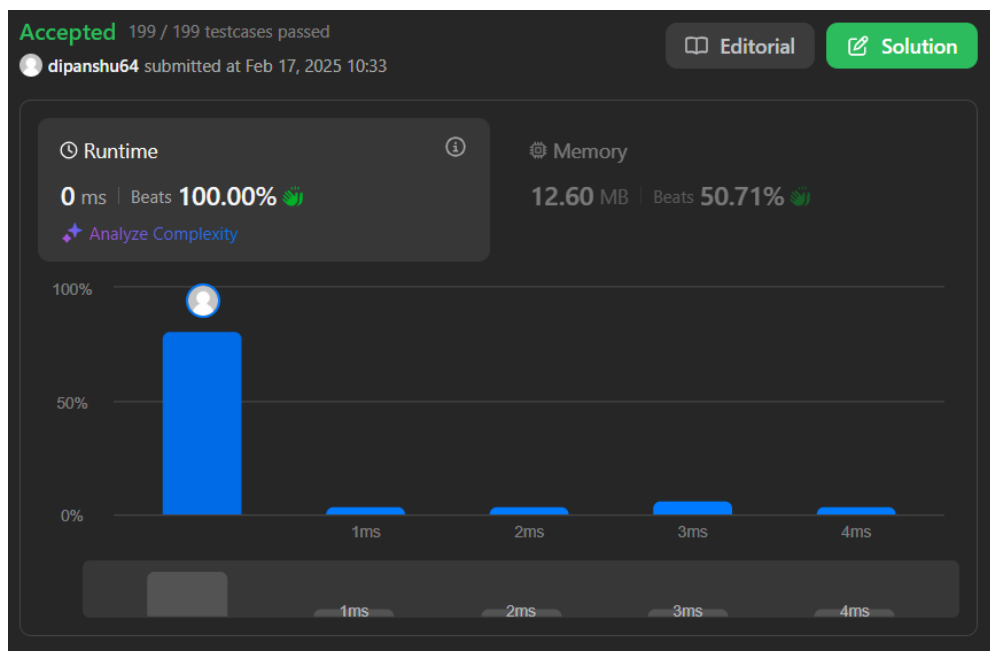 Accepted 199 / 199 testcases passed
Editorial
Solution
dipanshu64 submitted at Feb 17, 2025 10:33
Runtime
0 ms Beats 100.00%
Analyze Complexity
Memory
12.60 MB Beats 50.71%
100%
50%
0%
1ms 2ms 3ms 4ms
1ms 2ms 3ms 4ms